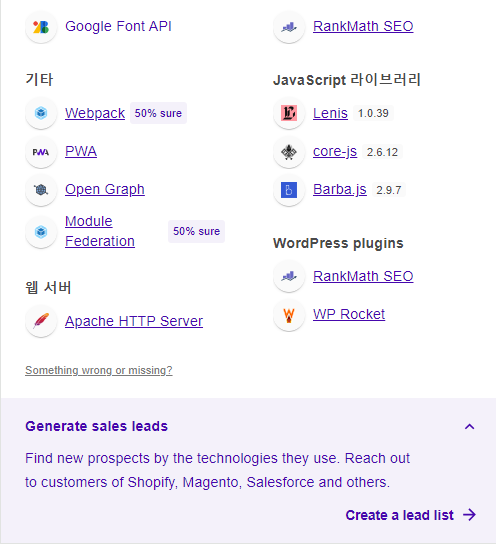 Google Font API
기타
Webpack 50% sure
PWA
PWA
Open Graph
Module
Federation 50% sure
웹 서버
Apache HTTP Server
Something wrong or missing?
RankMath SEO
JavaScript 라이브러리
Lenis 1.0.39
core-js 2.6.12
Barba.js 2.9.7
WordPress plugins
RankMath SEO
WP Rocket
Generate sales leads
Find new prospects by the technologies they use. Reach out
to customers of Shopify, Magento, Salesforce and others.
Create a lead list